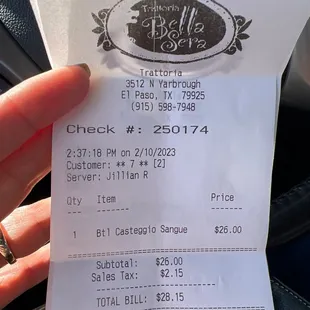 Trattoria
Bella
Sera
Trattoria
3512 N Yarbrough
El Paso, TX 79925
(915) 598-7948
Check #: 250174
2:37:18 PM on 2/10/2023
Customer: ** 7 ** [2]
Server: Jillian R
Qty Item Price
1 Btl Casteggio Sangue $26.00
Subtotal: $26.00
Sales Tax: $2.15
TOTAL BILL: $28.15